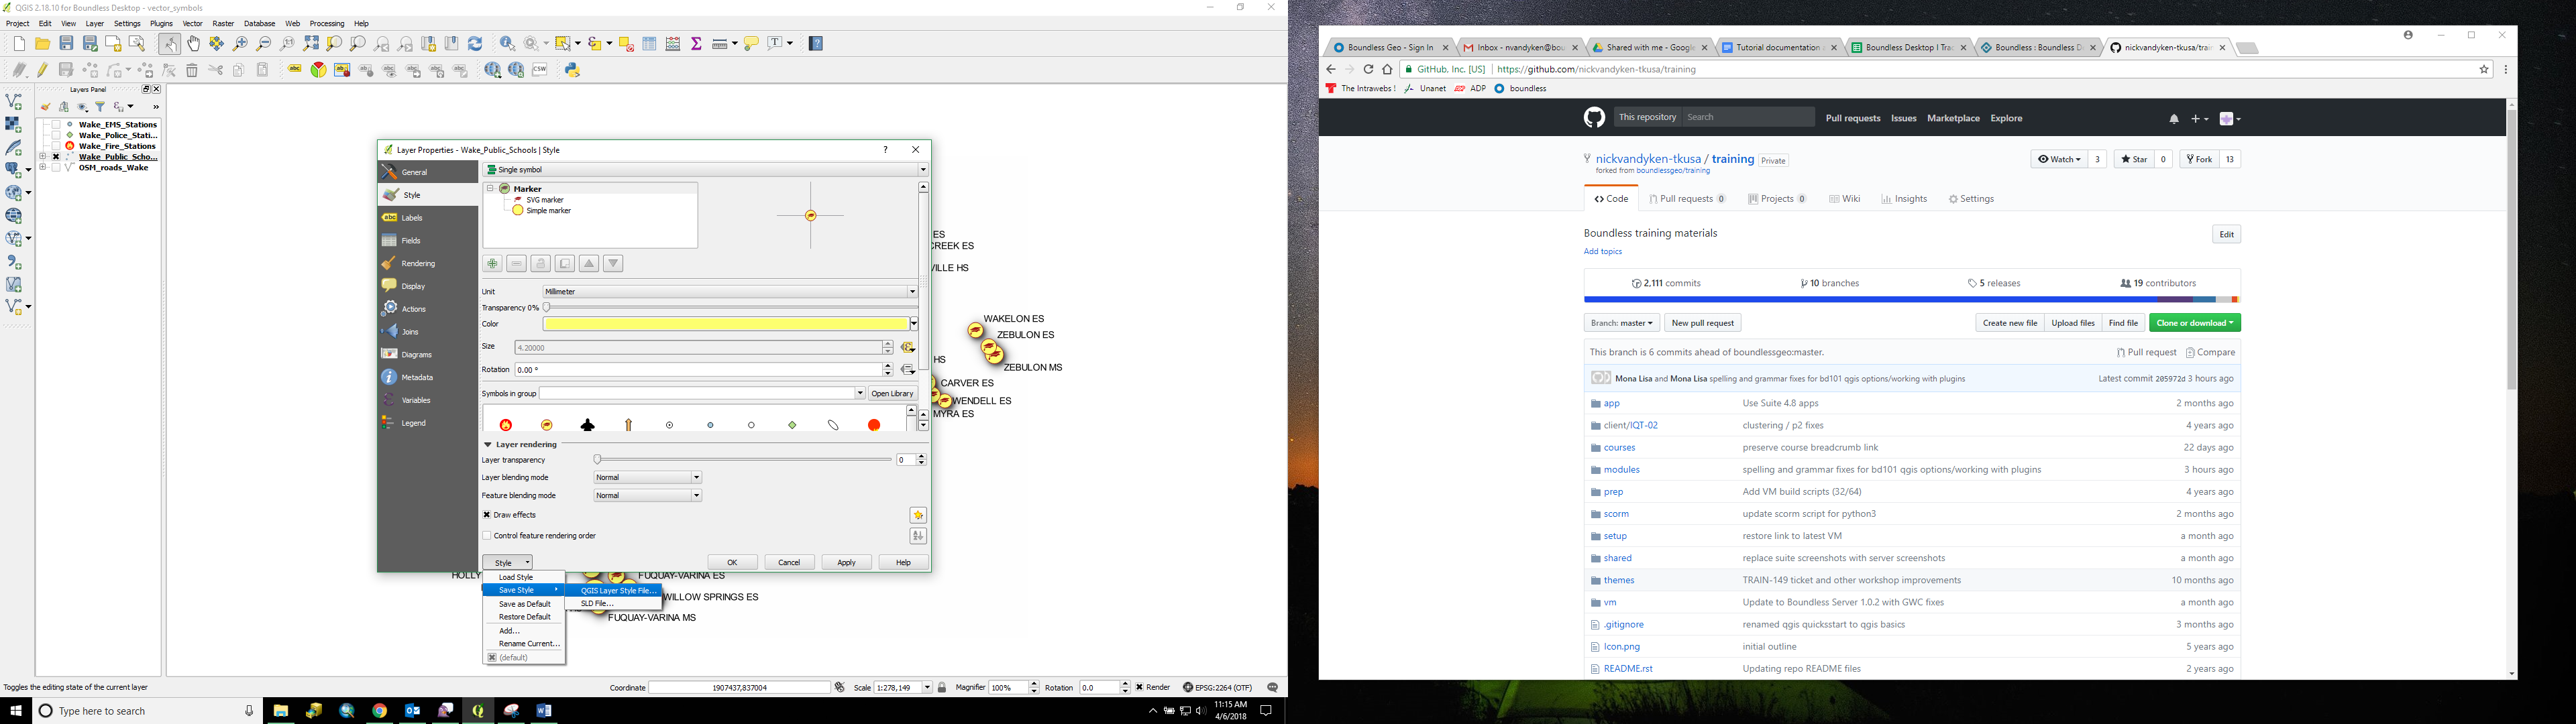 QGIS 2.18.10 for Boundless Desktop - vector_symbols
Project Edit View Layer Settings Plugins Vector Raster Database Web Processing Help
Layers Panel
Wake_EMS_Stations
Wake_Police_Stati...
Wake_Fire_Stations
Wake_Public_Scho...
OSM_roads_Wake
Layer Properties - Wake_Public_Schools | Style
General
Style
Labels
Fields
Rendering
Display
Actions
Joins
Diagrams
Metadata
Variables
Legend
Single symbol
Marker
SVG marker
Simple marker
Unit Millimeter
Transparency 0%
Color
Size 4.20000
Rotation 0.00 °
Symbols in group Open Library
Layer rendering
Layer transparency 0
Layer blending mode Normal
Feature blending mode Normal
Draw effects
Control feature rendering order
Style OK Cancel Apply Help
Load Style
Save Style QGIS Layer Style File...
SLD File...
Save as Default
Restore Default
Add...
Rename Current...
(default)
ES
CREEK ES
VILLE HS
WAKELON ES
ZEBULON ES
HS
ZEBULON MS
CARVER ES
WENDELL ES
MYRA ES
HOLLY
FUQUAY-VARINA ES
WILLOW SPRINGS ES
FUQUAY-VARINA MS
Toggles the editing state of the current layer
Coordinate 1907437,837004 Scale 1:278,149 Magnifier 100% Rotation 0.0 Render EPSG:2264 (OTF)
Type here to search
11:15 AM
4/6/2018
Boundless Geo - Sign In
Inbox - nvandyken@bou
Shared with me - Google
Tutorial documentation
Boundless Desktop I Trac
Boundless : Boundless De
nickvandyken-tkusa/train
GitHub, Inc. [US] https://github.com/nickvandyken-tkusa/training
The Intrawebs ! Unanet ADP boundless
This repository Search Pull requests Issues Marketplace Explore
nickvandyken-tkusa / training Private
forked from boundlessgeo/training
Watch 3 Star 0 Fork 13
Code Pull requests 0 Projects 0 Wiki Insights Settings
Boundless training materials Edit
Add topics
2,111 commits 10 branches 5 releases 19 contributors
Branch: master New pull request Create new file Upload files Find file Clone or download
This branch is 6 commits ahead of boundlessgeo:master. Pull request Compare
Mona Lisa and Mona Lisa spelling and grammar fixes for bd101 qgis options/working with plugins Latest commit 205972d 3 hours ago
app Use Suite 4.8 apps 2 months ago
client/IQT-02 clustering / p2 fixes 4 years ago
courses preserve course breadcrumb link 22 days ago
modules spelling and grammar fixes for bd101 qgis options/working with plugins 3 hours ago
prep Add VM build scripts (32/64) 4 years ago
scorm update scorm script for python3 2 months ago
setup restore link to latest VM a month ago
shared replace suite screenshots with server screenshots a month ago
themes TRAIN-149 ticket and other workshop improvements 10 months ago
vm Update to Boundless Server 1.0.2 with GWC fixes a month ago
.gitignore renamed qgis quicksstart to qgis basics 3 months ago
Icon.png initial outline 5 years ago
README.rst Updating repo README files 2 years ago